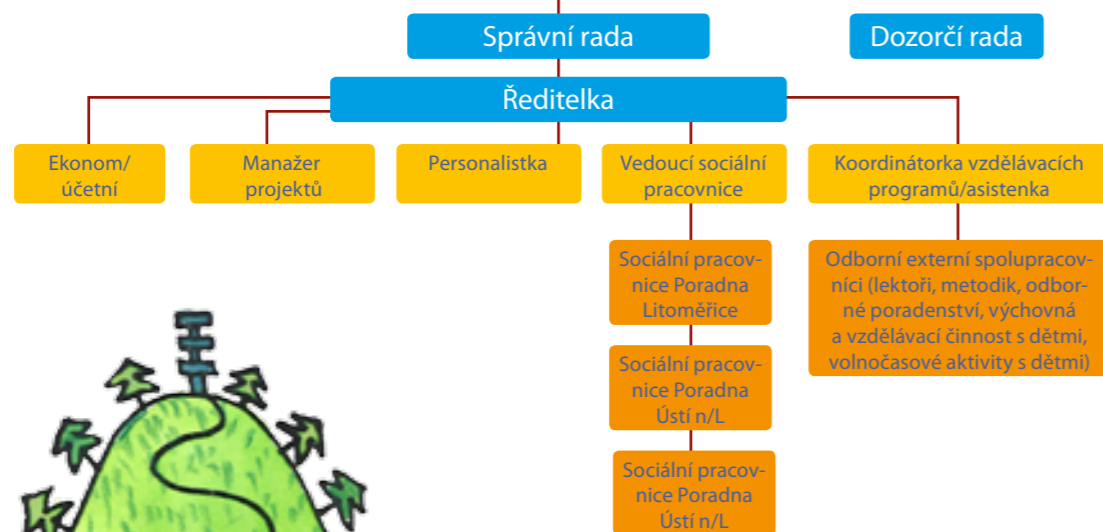 Správní rada
Dozorčí rada
Ředitelka
Ekonom/
účetní
Manažer
projektů
Personalistka
Vedoucí sociální
pracovnice
Koordinátorka vzdělávacích
programů/asistenka
Sociální pracov-
nice Poradna
Litoměřice
Odborní externí spolupracov-
níci (lektoři, metodik, odbor-
né poradenství, výchovná
a vzdělávací činnost s dětmi,
volnočasové aktivity s dětmi)
Sociální pracov-
nice Poradna
Ústí n/L
Sociální pracov-
nice Poradna
Ústí n/L